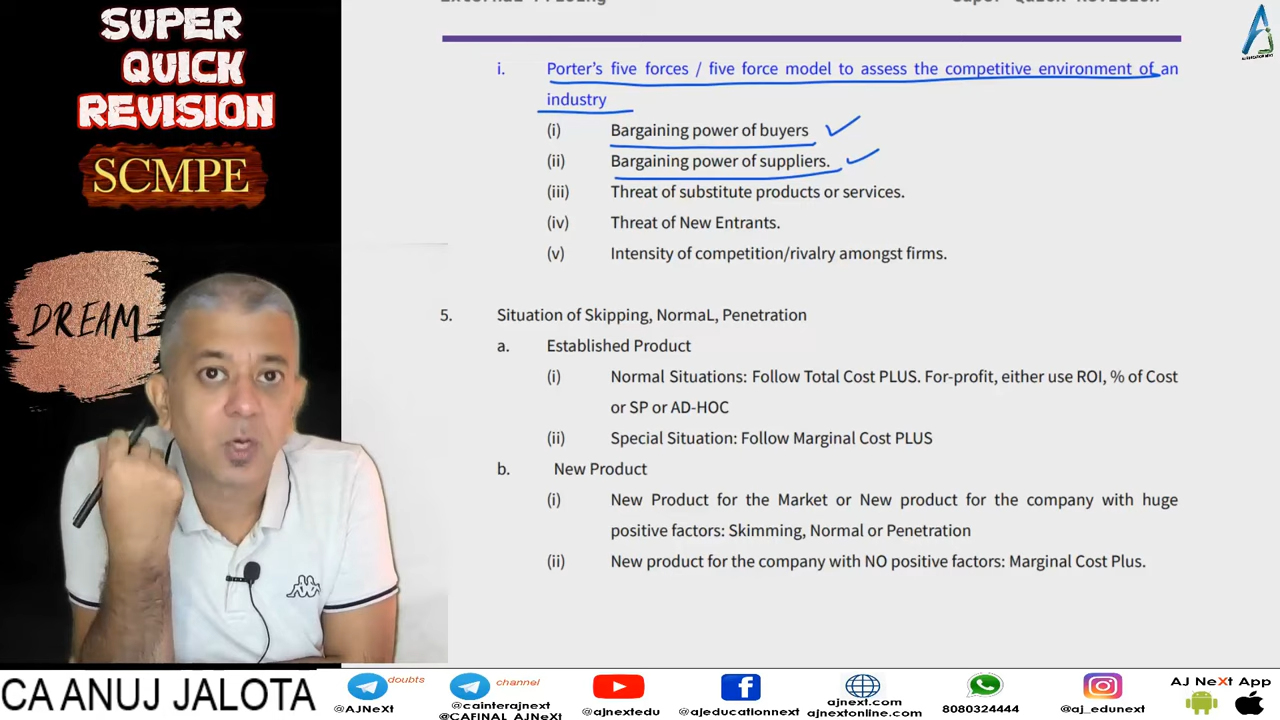 SUPER
QUICK
REVISION
SCMPE
DREAM
i. Porter's five forces / five force model to assess the competitive environment of an
industry
(i) Bargaining power of buyers
(ii) Bargaining power of suppliers.
(iii) Threat of substitute products or services.
(iv) Threat of New Entrants.
(v) Intensity of competition/rivalry amongst firms.
5. Situation of Skipping, NormaL, Penetration
a. Established Product
(i) Normal Situations: Follow Total Cost PLUS. For-profit, either use ROI, % of Cost
or SP or AD-HOC
(ii) Special Situation: Follow Marginal Cost PLUS
b. New Product
(i) New Product for the Market or New product for the company with huge
positive factors: Skimming, Normal or Penetration
(ii) New product for the company with NO positive factors: Marginal Cost Plus.
CA ANUJ JALOTA
doubts
@AJNeXt
channel
@cainterajnext
@CAFINAL_AJNeXt
@ajnextedu
@ajeducationnext
ajnext.com
ajnextonline.com
8080324444
@aj_edunext
AJ NeXt App